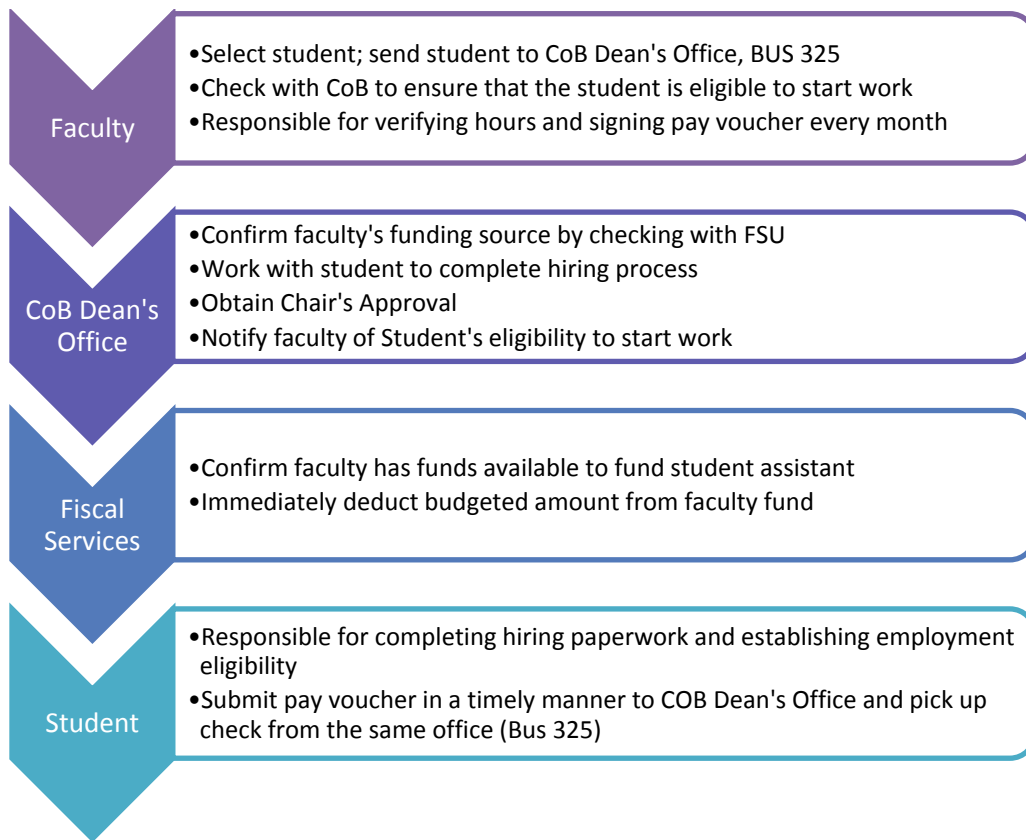 Faculty
•Select student; send student to CoB Dean's Office, BUS 325
•Check with CoB to ensure that the student is eligible to start work
•Responsible for verifying hours and signing pay voucher every month
CoB Dean's
Office
•Confirm faculty's funding source by checking with FSU
•Work with student to complete hiring process
•Obtain Chair's Approval
•Notify faculty of Student's eligibility to start work
Fiscal
Services
•Confirm faculty has funds available to fund student assistant
•Immediately deduct budgeted amount from faculty fund
Student
•Responsible for completing hiring paperwork and establishing employment
eligibility
•Submit pay voucher in a timely manner to COB Dean's Office and pick up
check from the same office (Bus 325)